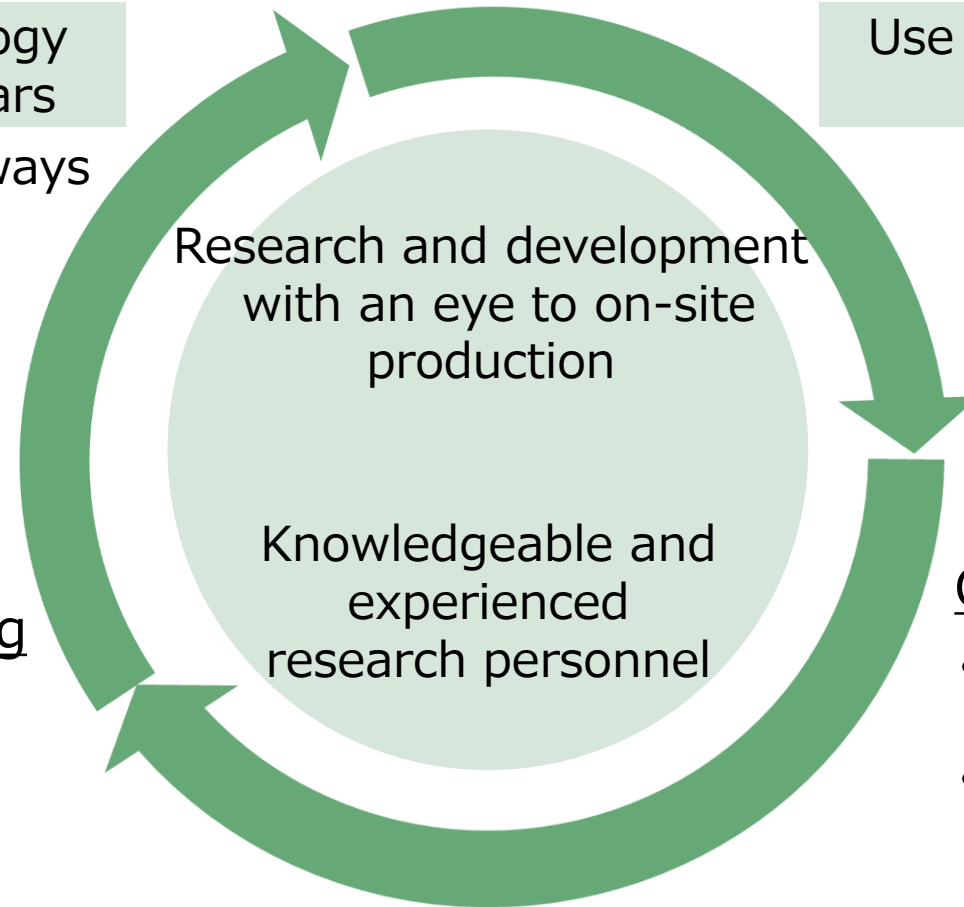 ogy
ars
ways
Use
Research and development
with an eye to on-site
production
Knowledgeable and
experienced
research personnel
g
•
•